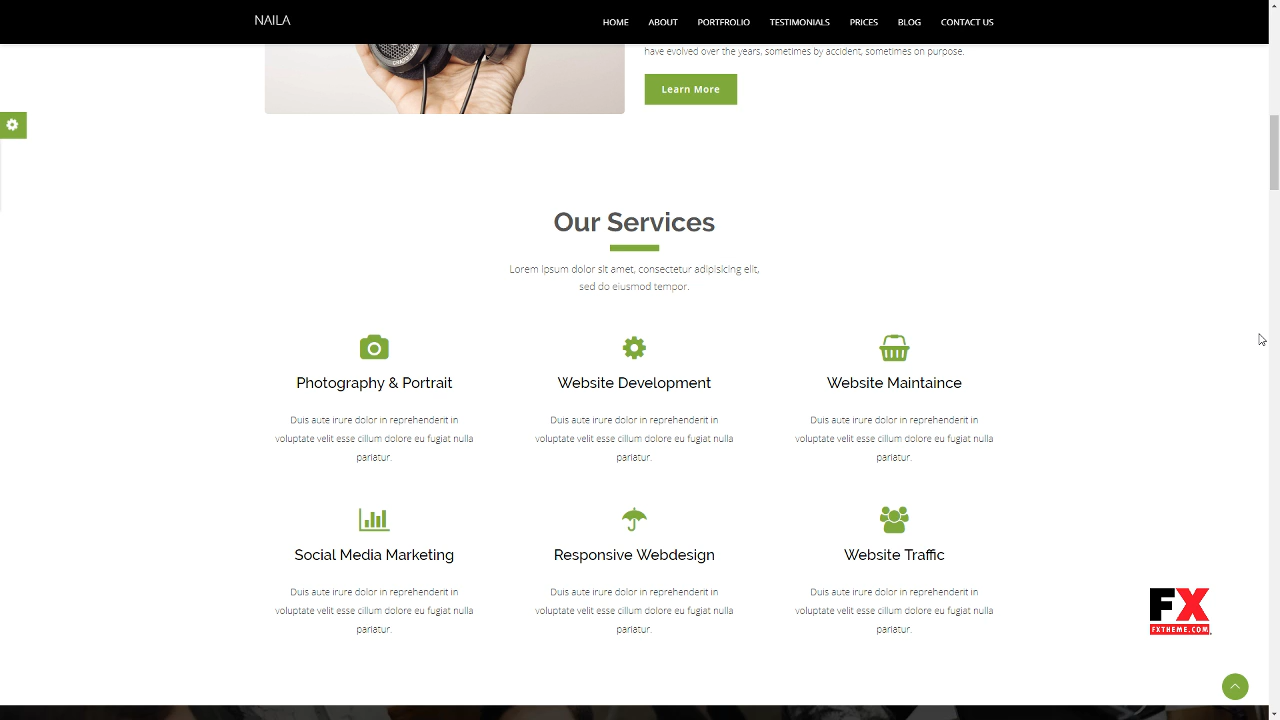 NAILA
HOME ABOUT PORTFROLIO TESTIMONIALS PRICES BLOG CONTACT US
have evolved over the years, sometimes by accident, sometimes on purpose.
Learn More
Our Services
Lorem ipsum dolor sit amet, consectetur adipisicing elit,
sed do eiusmod tempor.
Photography & Portrait
Duis aute irure dolor in reprehenderit in
voluptate velit esse cillum dolore eu fugiat nulla
pariatur.
Website Development
Duis aute irure dolor in reprehenderit in
voluptate velit esse cillum dolore eu fugiat nulla
pariatur.
Website Maintaince
Duis aute irure dolor in reprehenderit in
voluptate velit esse cillum dolore eu fugiat nulla
pariatur.
Social Media Marketing
Duis aute irure dolor in reprehenderit in
voluptate velit esse cillum dolore eu fugiat nulla
pariatur.
Responsive Webdesign
Duis aute irure dolor in reprehenderit in
voluptate velit esse cillum dolore eu fugiat nulla
pariatur.
Website Traffic
Duis aute irure dolor in reprehenderit in
voluptate velit esse cillum dolore eu fugiat nulla
pariatur.
FX
FXTHEME.COM